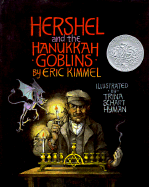 HERSHEL
and the
HANUKKAH
GOBLINS
BY ERIC KIMMEL
ILLUSTRATED
BY
TRINA
SCHART
HYMAN